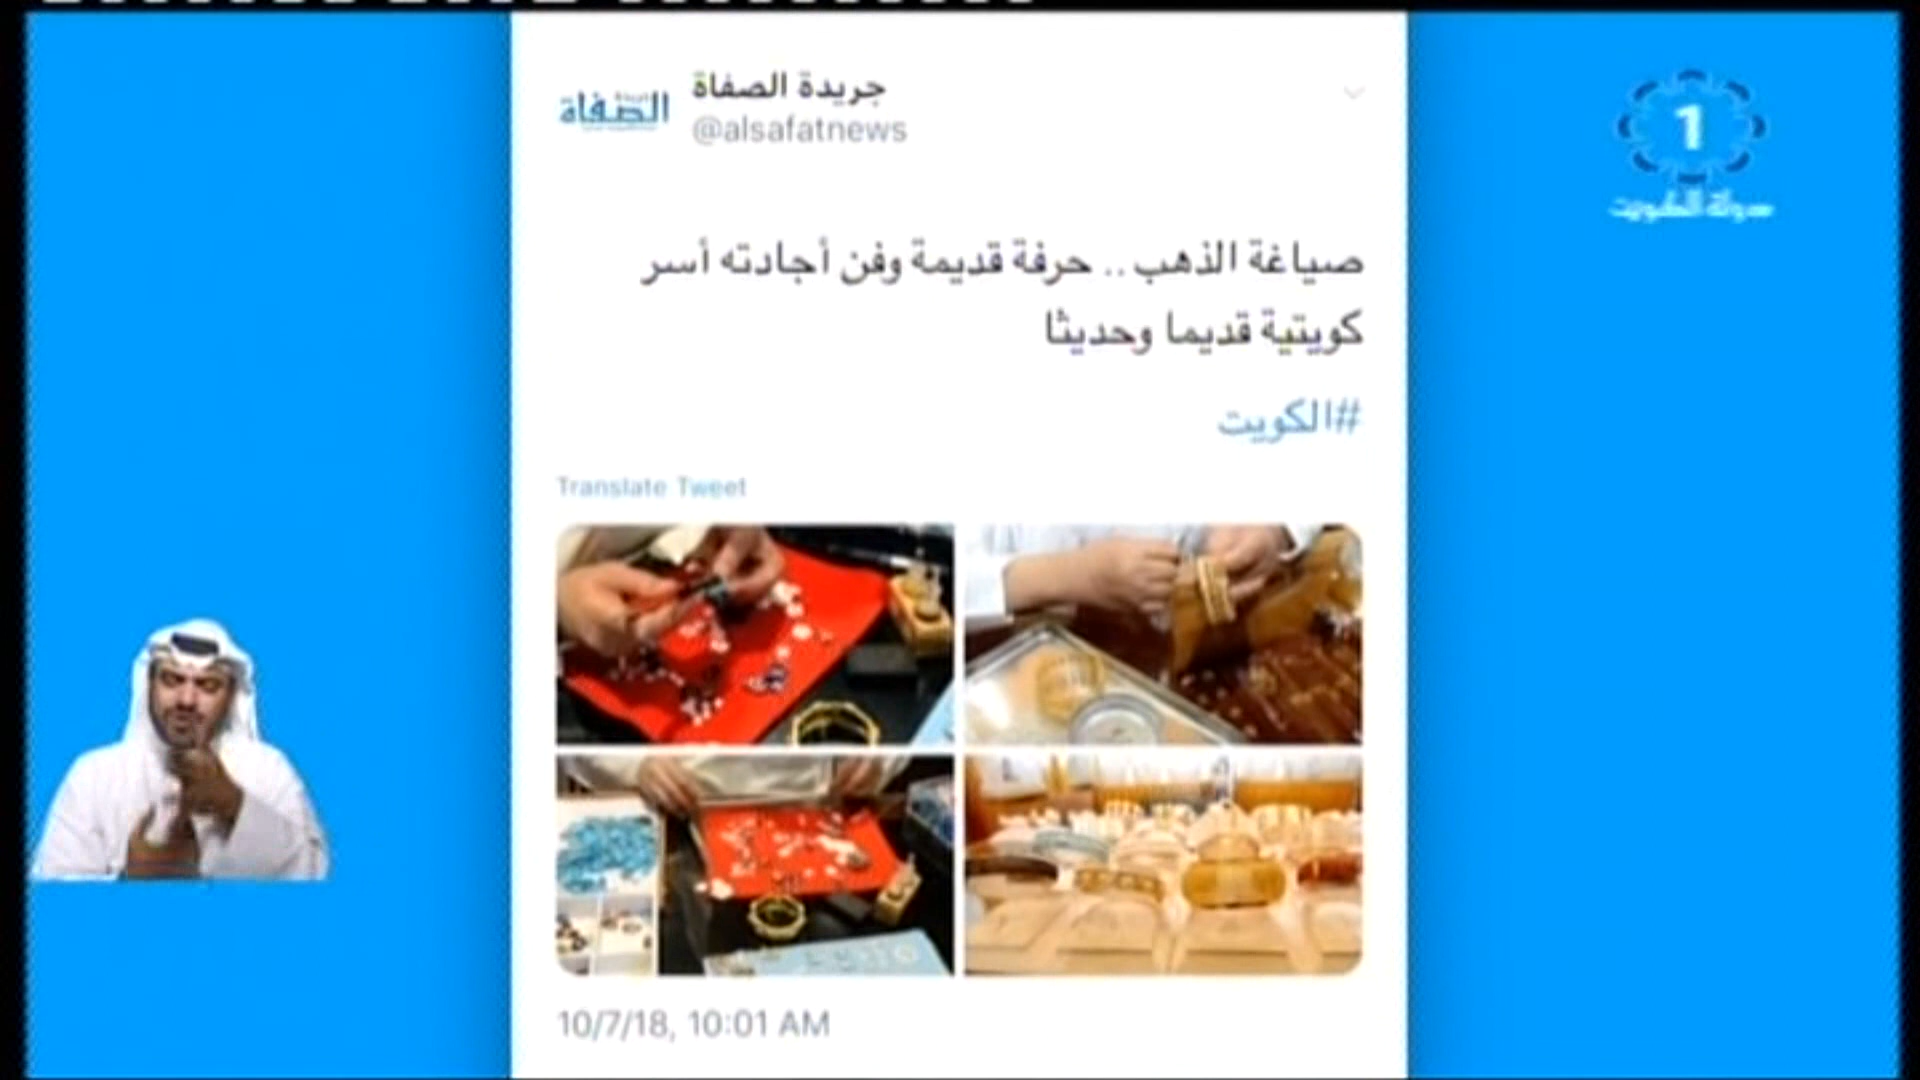 جريدة الصفاة
الصفاة
@alsafatnews
1
دولة الكويت
صياغة الذهب.. حرفة قديمة وفن أجادته أسر
كويتية قديما وحديثا
#الكويت
Translate Tweet
10/7/18, 10:01 AM